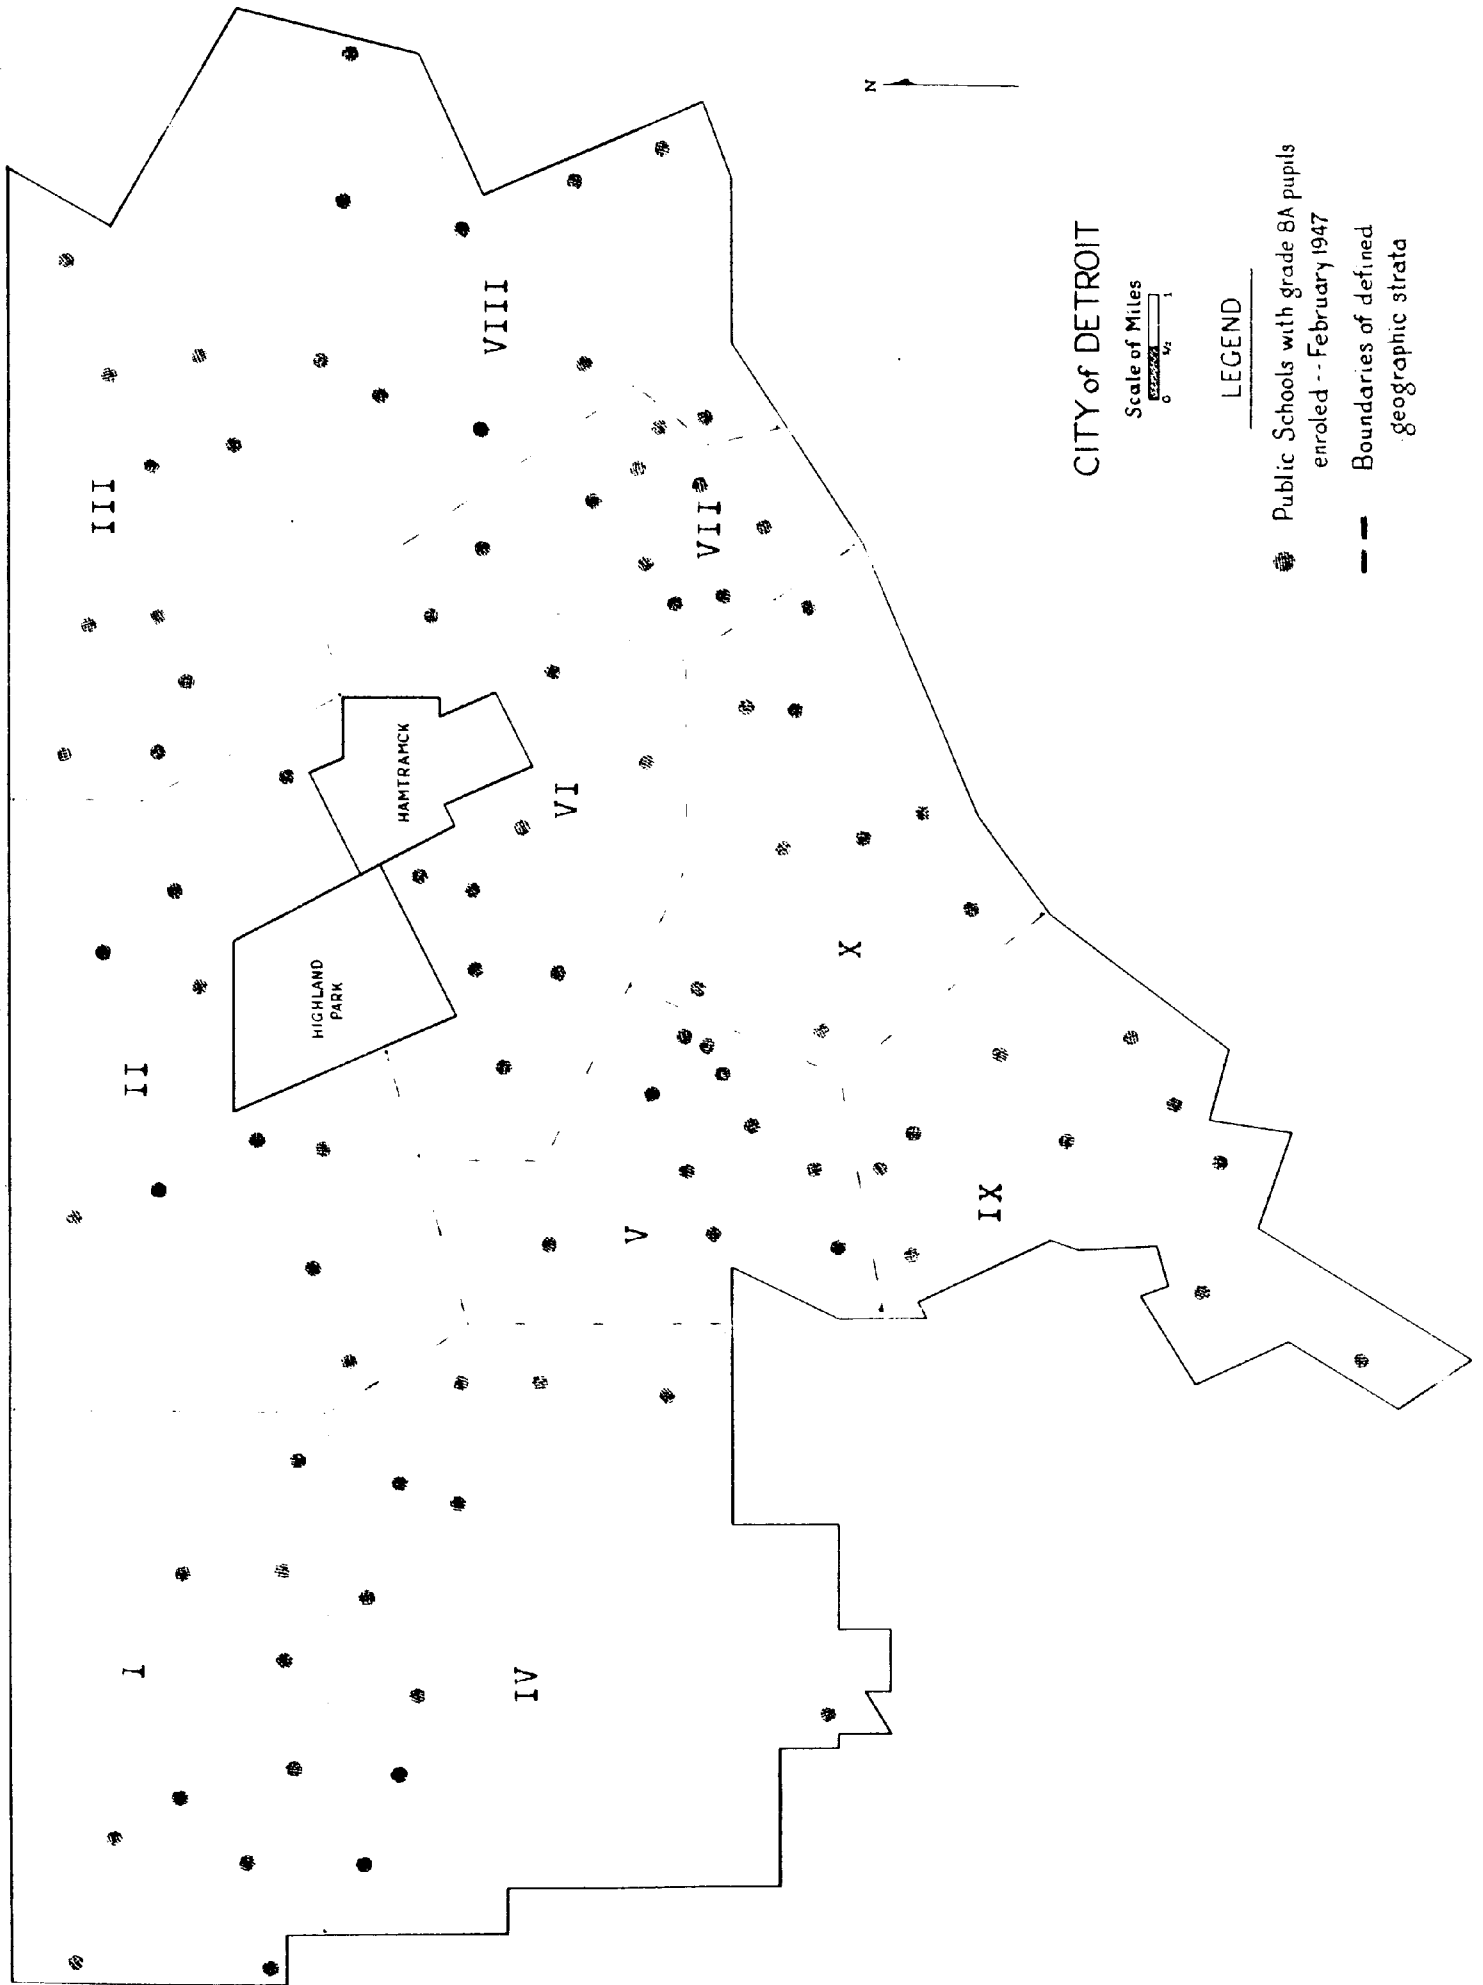 N
I
II
III
IV
V
VI
VII
VIII
IX
X
HIGHLAND
PARK
HAMTRAMCK
CITY of DETROIT
Scale of Miles
0 ½ 1
LEGEND
Public Schools with grade 8A pupils
enroled -- February 1947
Boundaries of defined
geographic strata